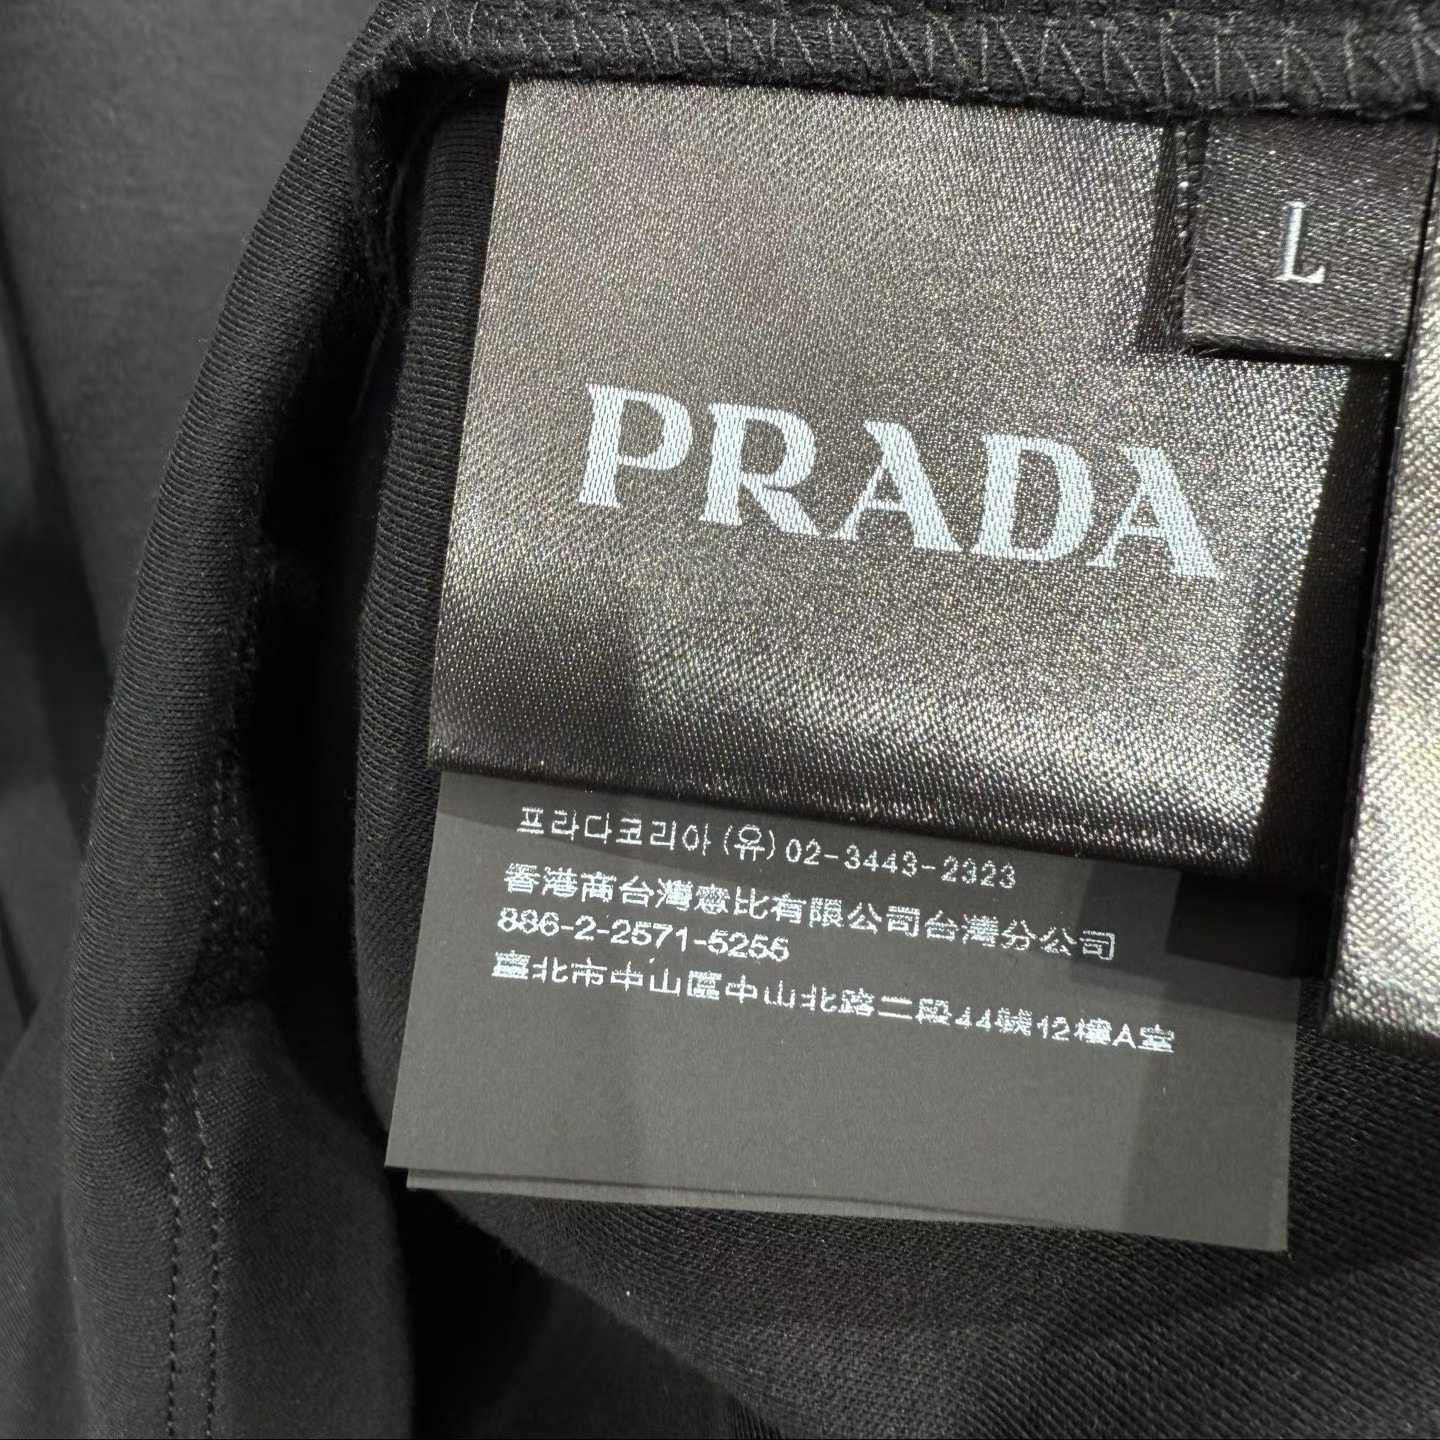 L
PRADA
프라다코리아(유)02-3443-2323
香港商台灣意比有限公司台灣分公司
886-2-2571-5255
臺北市中山區中山北路二段44號12樓A室